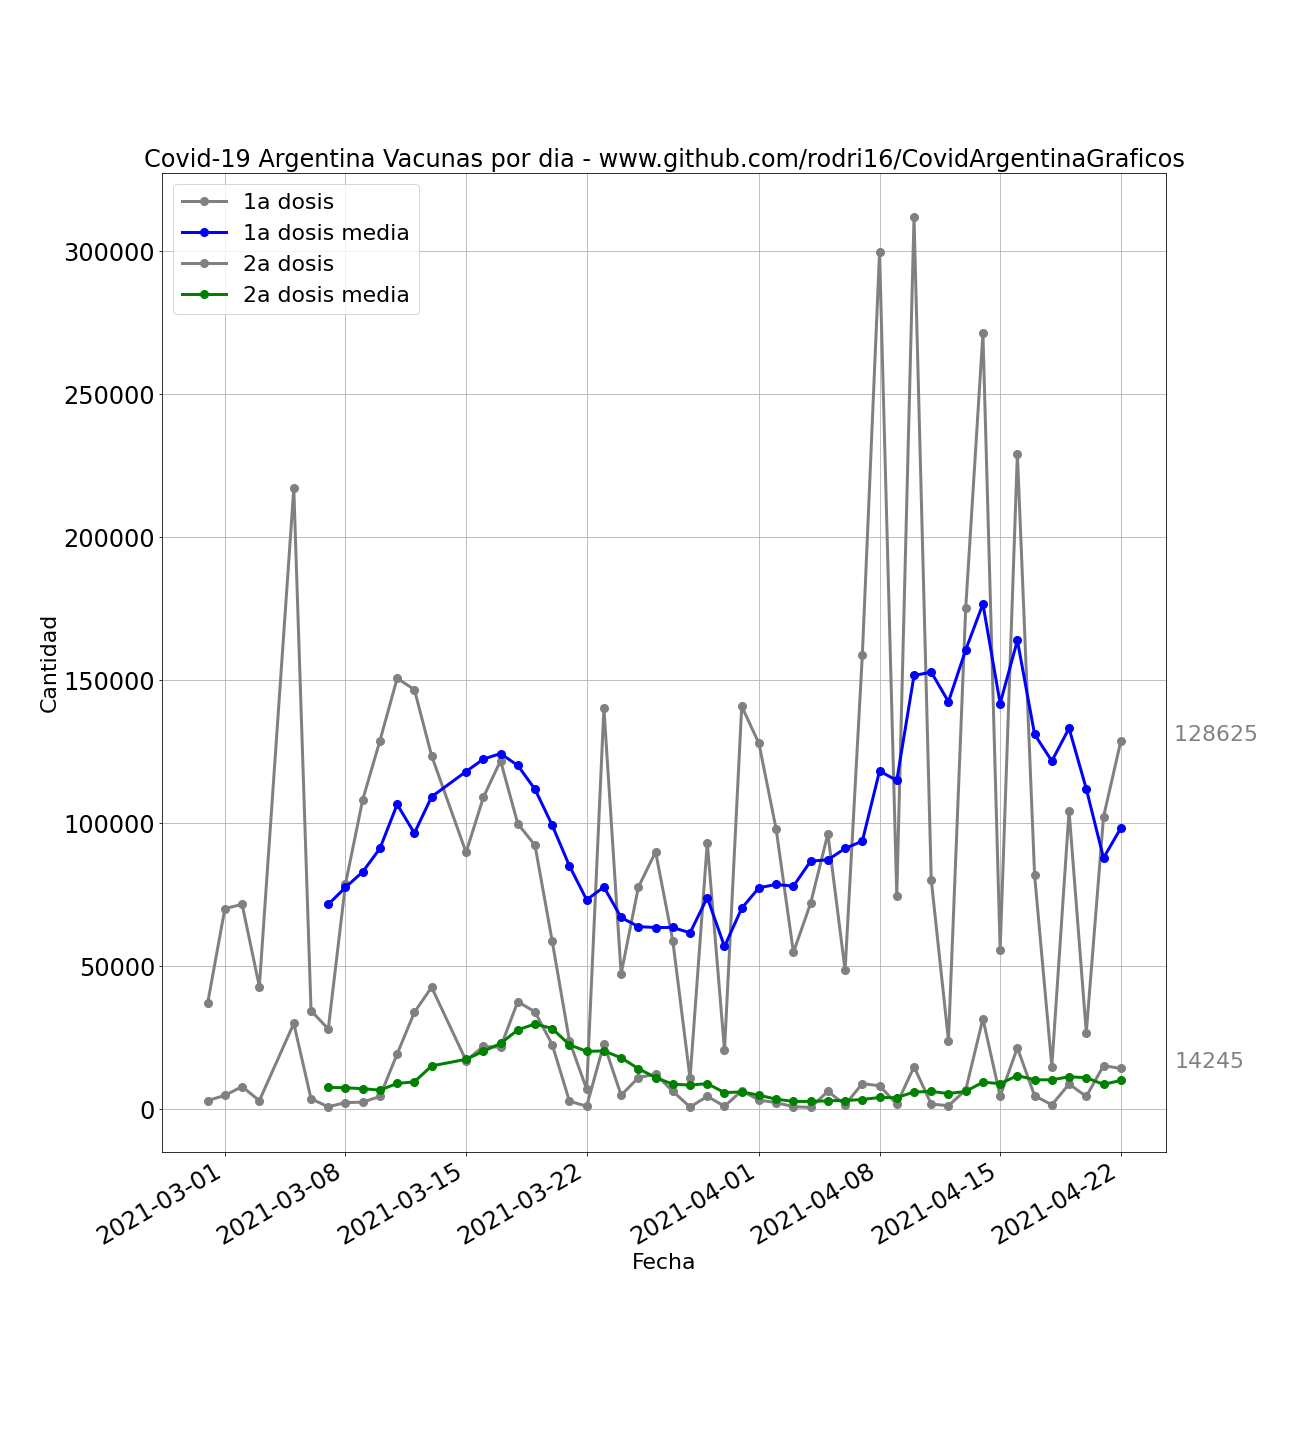 Covid-19 Argentina Vacunas por dia - www.github.com/rodri16/CovidArgentinaGraficos
1a dosis
1a dosis media
2a dosis
2a dosis media
300000
250000
200000
150000
100000
50000
0
Cantidad
128625
14245
2021-03-01
2021-03-08
2021-03-15
2021-03-22
2021-04-01
2021-04-08
2021-04-15
2021-04-22
Fecha